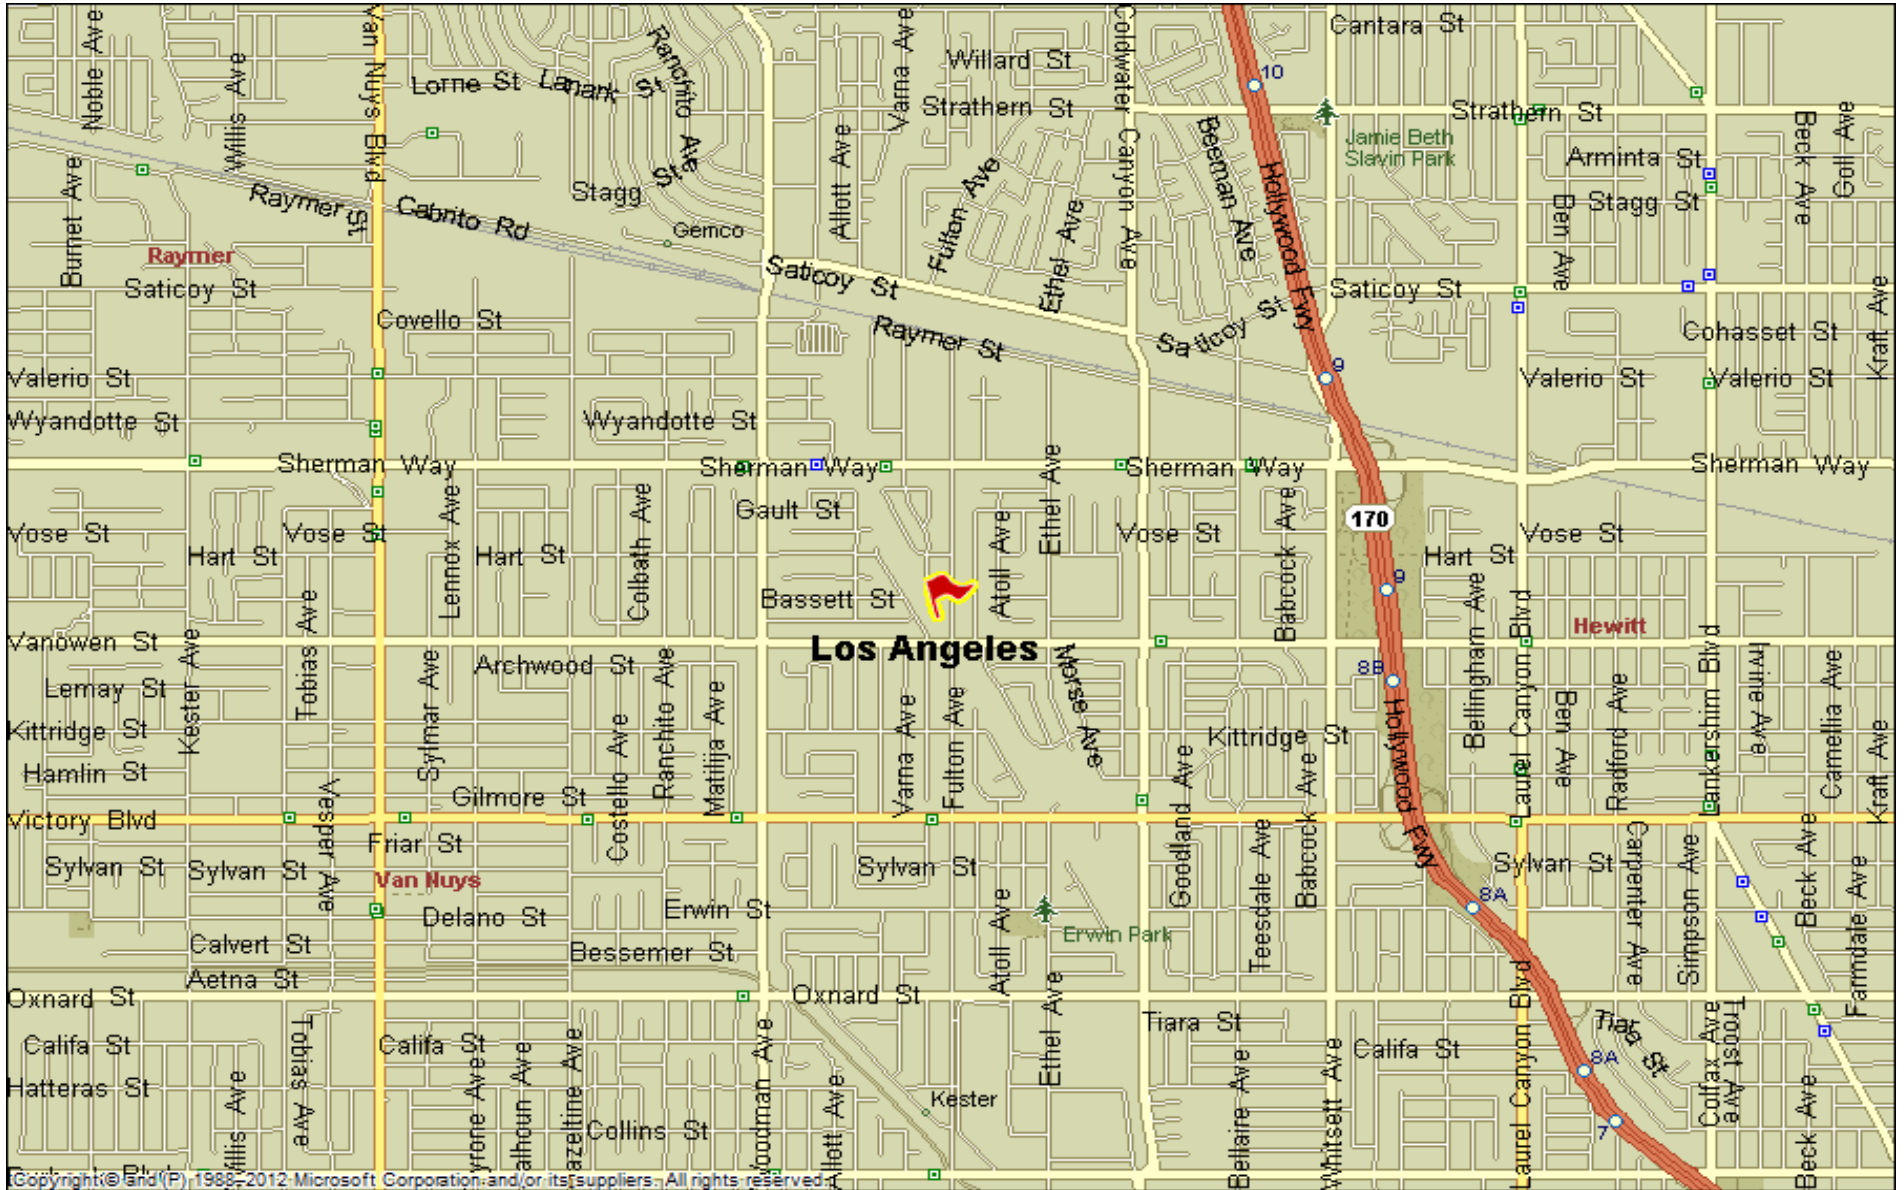 Noble Ave
Willis Ave
Van Nuys Blvd
Lorne St
Lanark St
Ranchito Ave
Varna Ave
Willard St
Strathern St
Coldwater Canyon Ave
10
Cantara St
Strathern St
Jamie Beth
Slavin Park
Beck Ave
Goll Ave
Arminta St
Stagg St
Burnet Ave
Raymer St
Cabrito Rd
Stagg St
Gemco
Allott Ave
Fulton Ave
Ethel Ave
Beeman Ave
Hollywood Fwy
Ben Ave
Raymer
Saticoy St
Saticoy St
Saticoy St
Saticoy St
Covello St
Raymer St
Cohasset St
Kraft Ave
Valerio St
9
Valerio St
Valerio St
Wyandotte St
Wyandotte St
Sherman Way
Sherman Way
Sherman Way
Sherman Way
Lennox Ave
Colbath Ave
Gault St
Atoll Ave
Ethel Ave
Babcock Ave
170
Vose St
Vose St
Vose St
Vose St
Hart St
Hart St
Hart St
9
Bassett St
Tobias Ave
Bellingham Ave
Laurel Canyon Blvd
Hewitt
Lankershim Blvd
Vanowen St
Los Angeles
Kester Ave
Archwood St
Sylmar Ave
Ranchito Ave
Matilija Ave
Morse Ave
8B
Irvine Ave
Camellia Ave
Lemay St
Costello Ave
Varna Ave
Fulton Ave
Hollywood Fwy
Ben Ave
Radford Ave
Kittridge St
Kittridge St
Goodland Ave
Babcock Ave
Kraft Ave
Hamlin St
Vesper Ave
Gilmore St
Victory Blvd
Friar St
Teesdale Ave
Carpenter Ave
Simpson Ave
Beck Ave
Farmdale Ave
Sylvan St
Sylvan St
Sylvan St
Sylvan St
Van Nuys
8A
Delano St
Erwin St
Atoll Ave
Erwin Park
Calvert St
Bessemer St
Aetna St
Oxnard St
Oxnard St
Ethel Ave
Laurel Canyon Blvd
Tobias Ave
Tiara St
Tiara St
Colfax Ave
Troost Ave
Califa St
Califa St
Califa St
8A
Hatteras St
Kester
Bellaire Ave
Whitsett Ave
Allott Ave
Collins St
7
Beck Ave
Copyright © and (P) 1988–2012 Microsoft Corporation and/or its suppliers. All rights reserved.